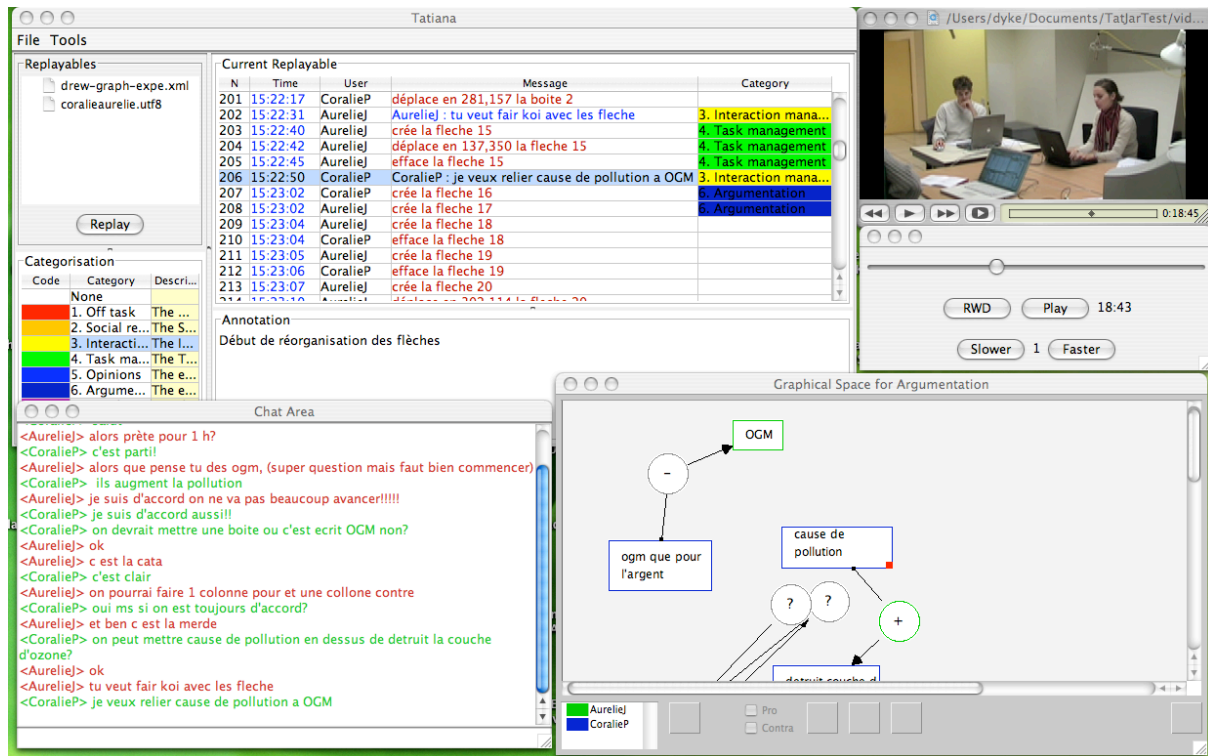 Tatiana
File Tools
Replayables
drew-graph-expe.xml
coralieaurelie.utf8
Replay
Categorisation
Code Category Descri...
None
1. Off task The ...
2. Social re... The S...
3. Interacti... The I...
4. Task ma... The T...
5. Opinions The e...
6. Argume... The e...
Current Replayable
N Time User Message Category
201 15:22:17 CoralieP déplace en 281,157 la boite 2
202 15:22:31 AurelieJ AurelieJ : tu veut fair koi avec les fleche 3. Interaction mana...
203 15:22:40 AurelieJ crée la fleche 15 4. Task management
204 15:22:42 AurelieJ déplace en 137,350 la fleche 15 4. Task management
205 15:22:45 AurelieJ efface la fleche 15 4. Task management
206 15:22:50 CoralieP CoralieP : je veux relier cause de pollution a OGM 3. Interaction mana...
207 15:23:02 CoralieP crée la fleche 16 6. Argumentation
208 15:23:02 AurelieJ crée la fleche 17 6. Argumentation
209 15:23:04 AurelieJ crée la fleche 18
210 15:23:04 CoralieP efface la fleche 18
211 15:23:05 AurelieJ crée la fleche 19
212 15:23:06 CoralieP efface la fleche 19
213 15:23:07 AurelieJ crée la fleche 20
Annotation
Début de réorganisation des flèches
/Users/dyke/Documents/TatJarTest/vid...
0:18:45
RWD Play 18:43
Slower 1 Faster
Chat Area
<AurelieJ> alors prète pour 1 h?
<CoralieP> c'est parti!
<AurelieJ> alors que pense tu des ogm, (super question mais faut bien commencer)
<CoralieP> ils augment la pollution
<AurelieJ> je suis d'accord on ne va pas beaucoup avancer!!!!!
<CoralieP> je suis d'accord aussi!!
<CoralieP> on devrait mettre une boite ou c'est ecrit OGM non?
<AurelieJ> ok
<AurelieJ> c est la cata
<CoralieP> c'est clair
<AurelieJ> on pourrai faire 1 colonne pour et une collone contre
<CoralieP> oui ms si on est toujours d'accord?
<AurelieJ> et ben c est la merde
<CoralieP> on peut mettre cause de pollution en dessus de detruit la couche
d'ozone?
<AurelieJ> ok
<AurelieJ> tu veut fair koi avec les fleche
<CoralieP> je veux relier cause de pollution a OGM
Graphical Space for Argumentation
OGM
-
ogm que pour
l'argent
cause de
pollution
? ?
+
detruit couche d
AurelieJ
CoralieP
Pro
Contra